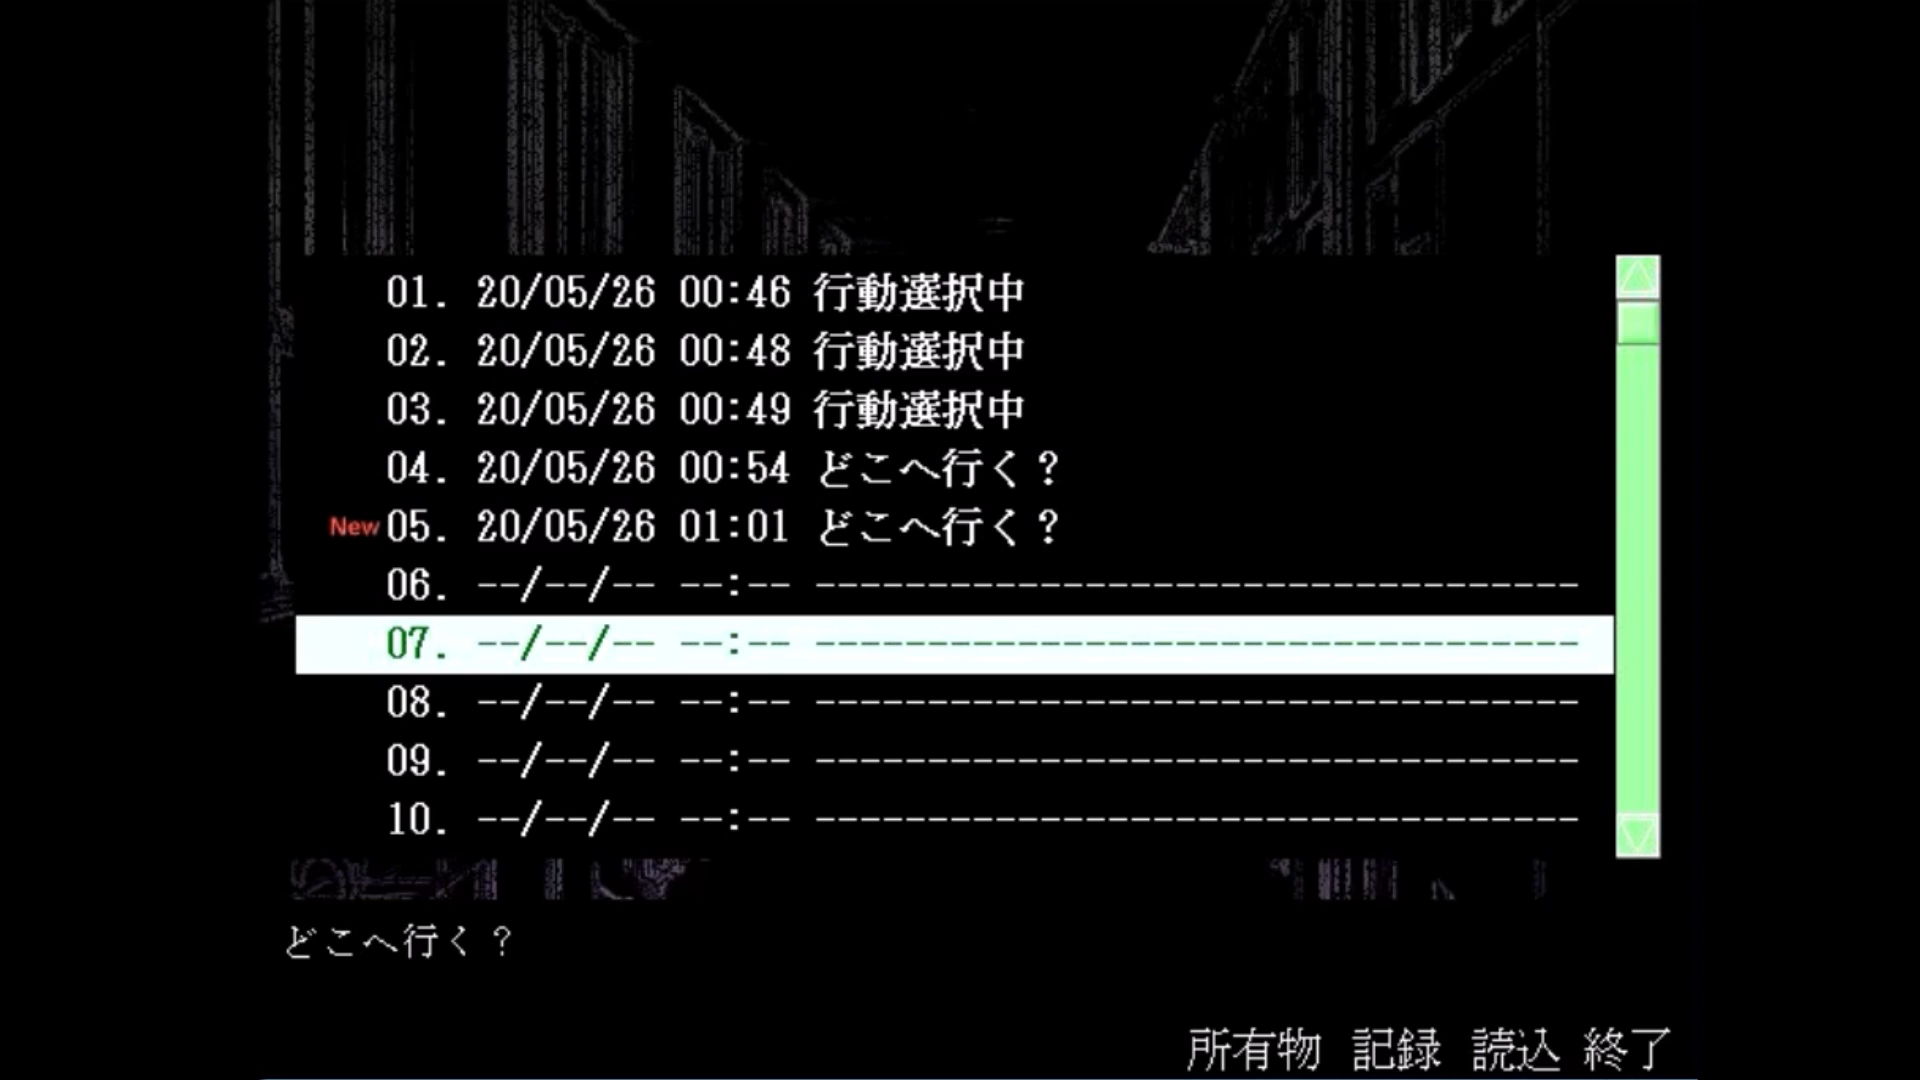 01. 20/05/26 00:46 行動選択中
02. 20/05/26 00:48 行動選択中
03. 20/05/26 00:49 行動選択中
04. 20/05/26 00:54 どこへ行く？
New 05. 20/05/26 01:01 どこへ行く？
06. --/--/-- --:-- ----------------------------------
07. --/--/-- --:-- ----------------------------------
08. --/--/-- --:-- ----------------------------------
09. --/--/-- --:-- ----------------------------------
10. --/--/-- --:-- ----------------------------------
どこへ行く？
所有物 記録 読込 終了